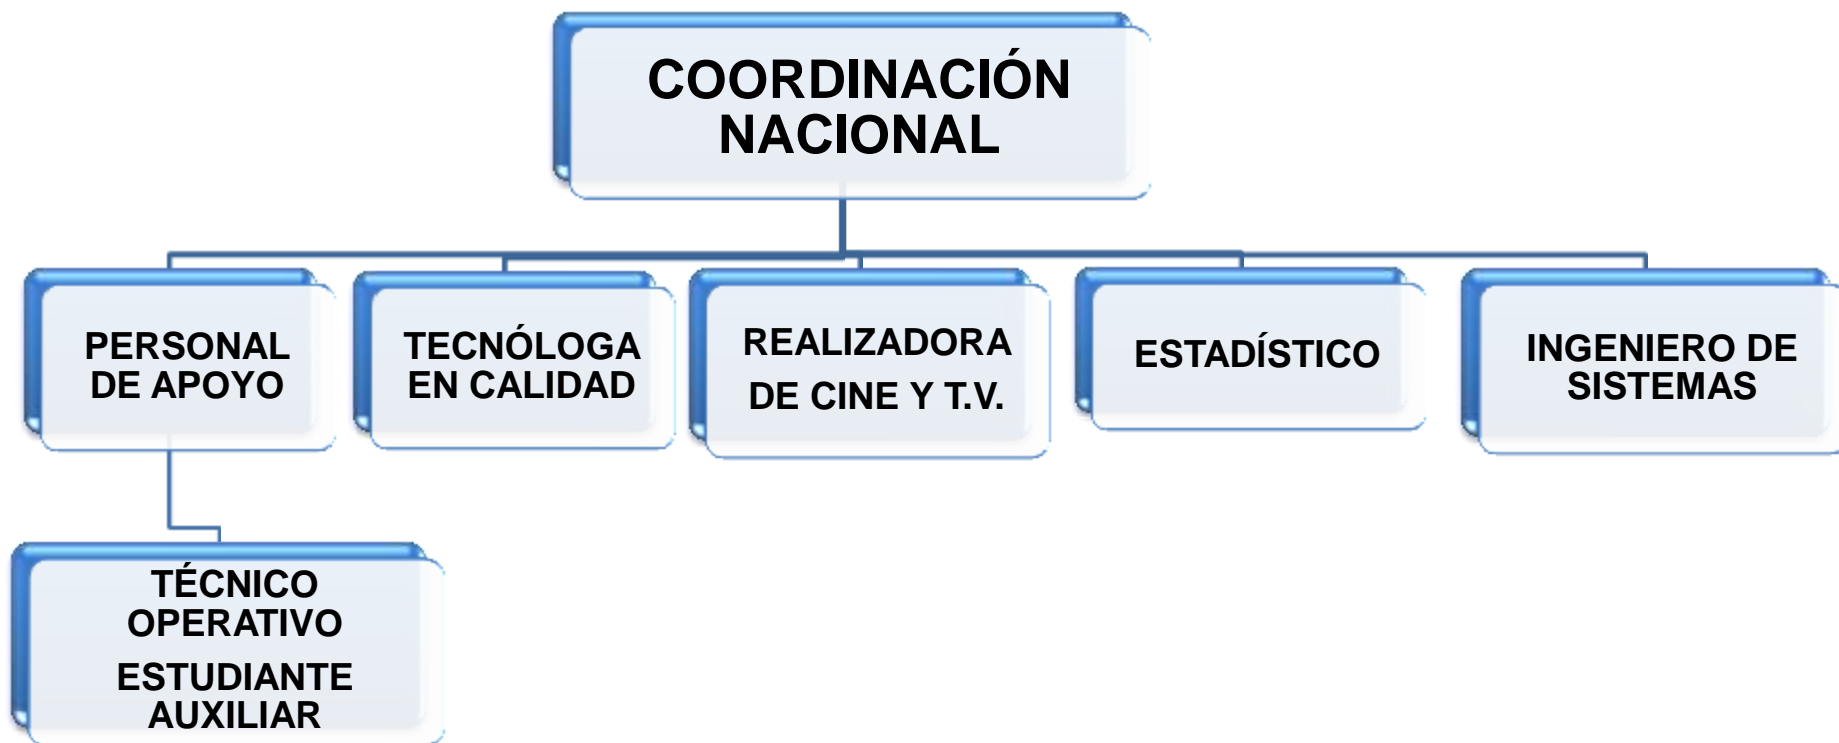 COORDINACIÓN
NACIONAL
PERSONAL
DE APOYO
TECNÓLOGA
EN CALIDAD
REALIZADORA
DE CINE Y T.V.
ESTADÍSTICO
INGENIERO DE
SISTEMAS
TÉCNICO
OPERATIVO
ESTUDIANTE
AUXILIAR